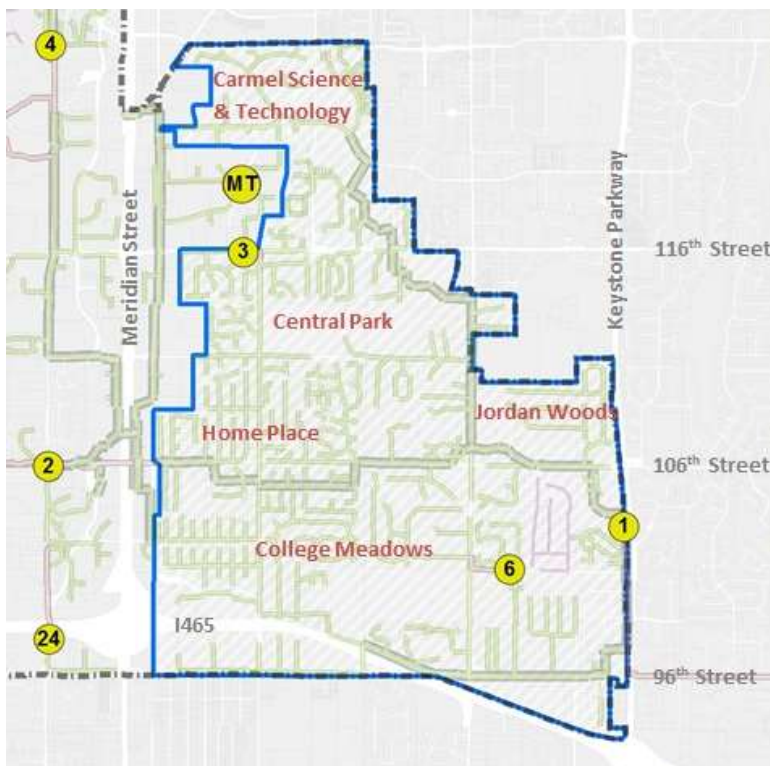 4
Carmel Science
& Technology
MT
Meridian Street
Keystone Parkway
3
116th Street
Central Park
Jordan Woods
Home Place
2
106th Street
1
College Meadows
6
I465
24
96th Street